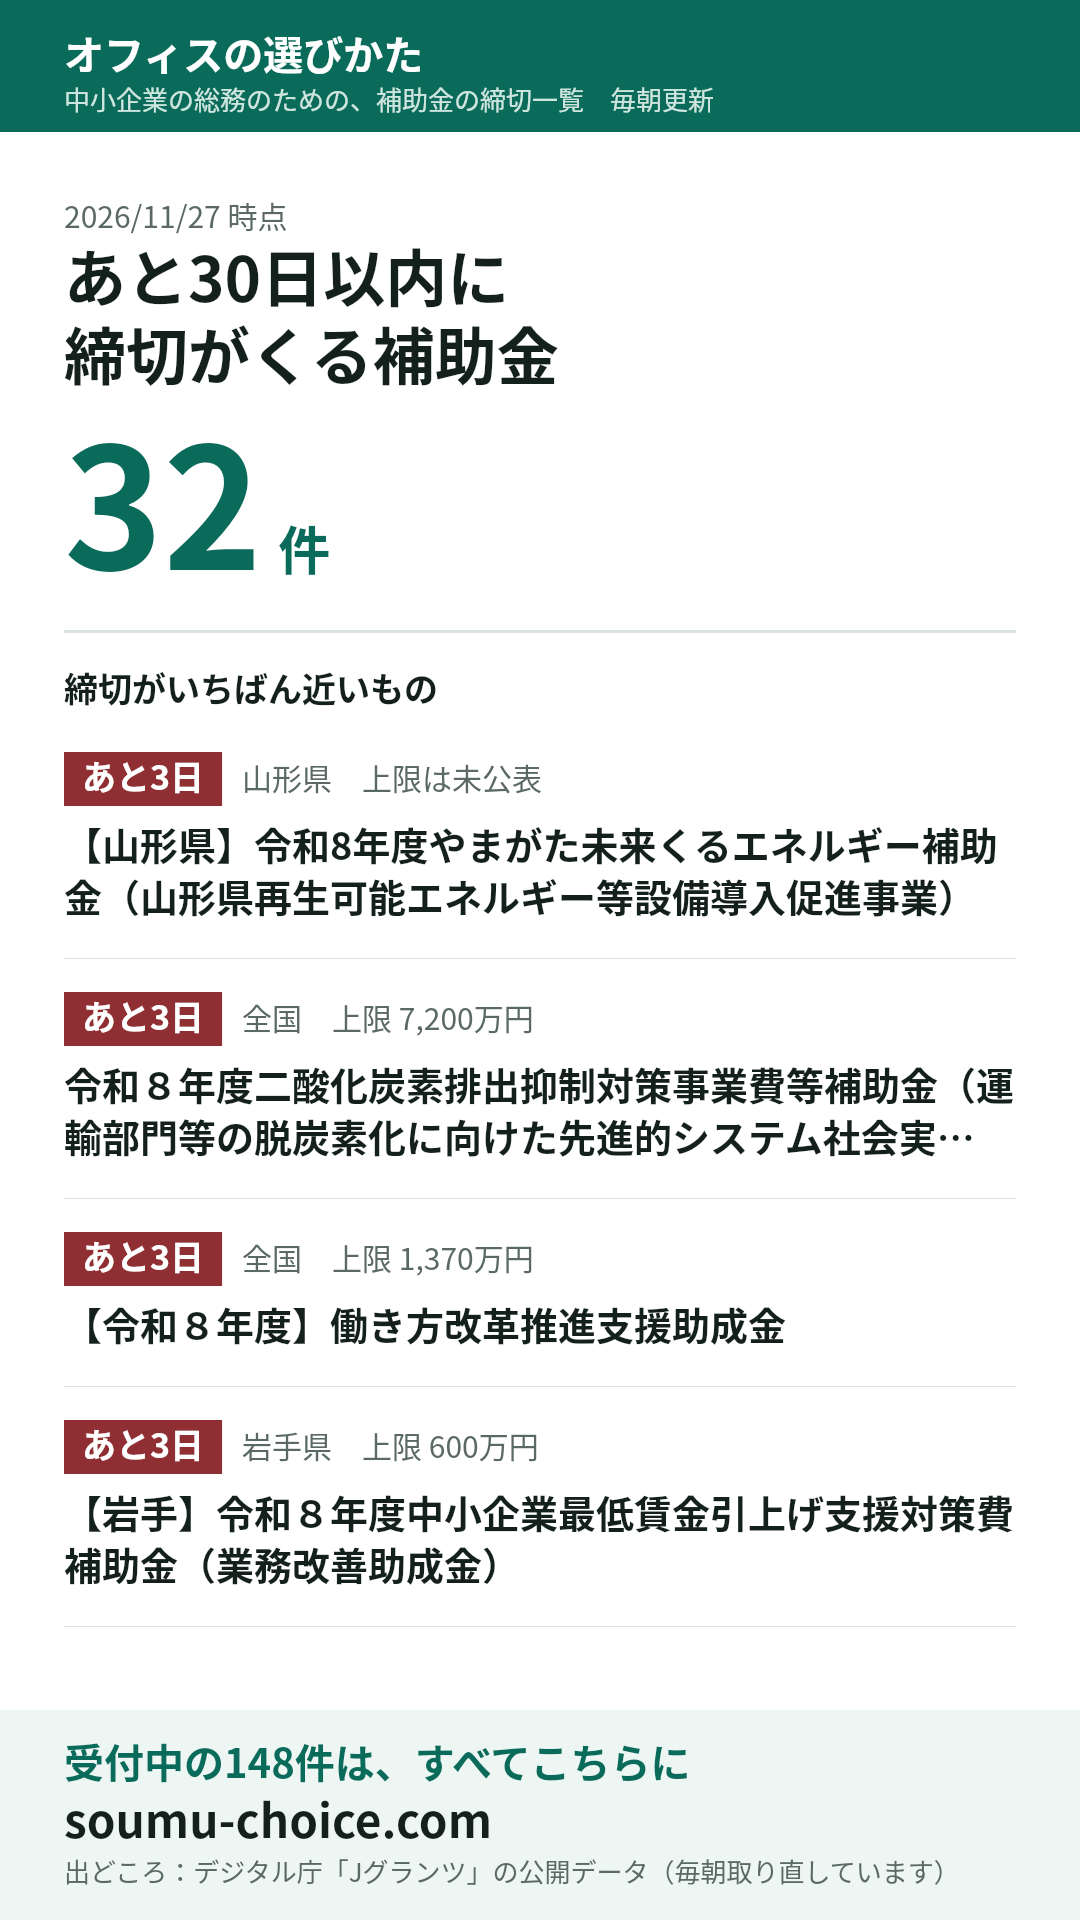 オフィスの選びかた
中小企業の総務のための、補助金の締切一覧　毎朝更新
2026/11/27 時点
あと30日以内に
締切がくる補助金
32 件
締切がいちばん近いもの
あと3日 山形県　上限は未公表
【山形県】令和8年度やまがた未来くるエネルギー補助
金（山形県再生可能エネルギー等設備導入促進事業）
あと3日 全国　上限 7,200万円
令和８年度二酸化炭素排出抑制対策事業費等補助金（運
輸部門等の脱炭素化に向けた先進的システム社会実…
あと3日 全国　上限 1,370万円
【令和８年度】働き方改革推進支援助成金
あと3日 岩手県　上限 600万円
【岩手】令和８年度中小企業最低賃金引上げ支援対策費
補助金（業務改善助成金）
受付中の148件は、すべてこちらに
soumu-choice.com
出どころ：デジタル庁「Jグランツ」の公開データ（毎朝取り直しています）